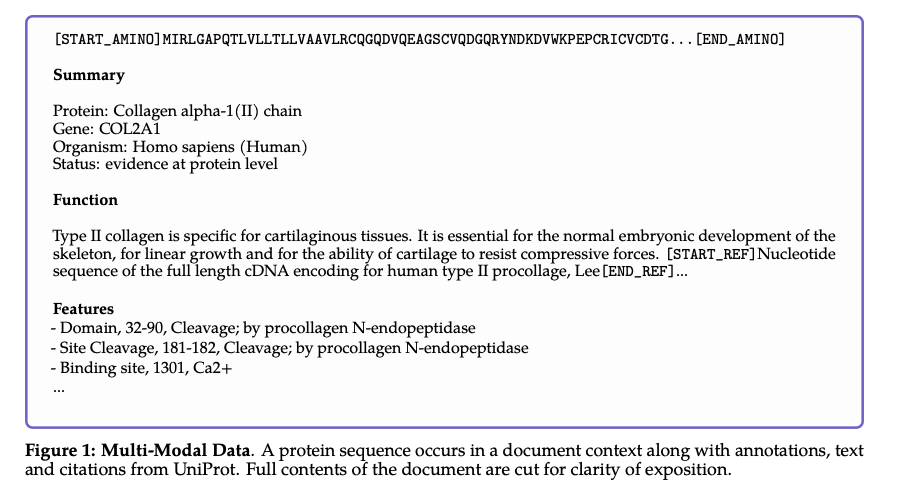 [START_AMINO]MIRLGAPQTLVLLTLLVAAVLRCQGQDVQEAGSCVQDGQRYNDKDVWKPEPCRICVCDTG...[END_AMINO]
Summary
Protein: Collagen alpha-1(II) chain
Gene: COL2A1
Organism: Homo sapiens (Human)
Status: evidence at protein level
Function
Type II collagen is specific for cartilaginous tissues. It is essential for the normal embryonic development of the
skeleton, for linear growth and for the ability of cartilage to resist compressive forces. [START_REF]Nucleotide
sequence of the full length cDNA encoding for human type II procollage, Lee[END_REF]...
Features
- Domain, 32-90, Cleavage; by procollagen N-endopeptidase
- Site Cleavage, 181-182, Cleavage; by procollagen N-endopeptidase
- Binding site, 1301, Ca2+
...
Figure 1: Multi-Modal Data. A protein sequence occurs in a document context along with annotations, text
and citations from UniProt. Full contents of the document are cut for clarity of exposition.